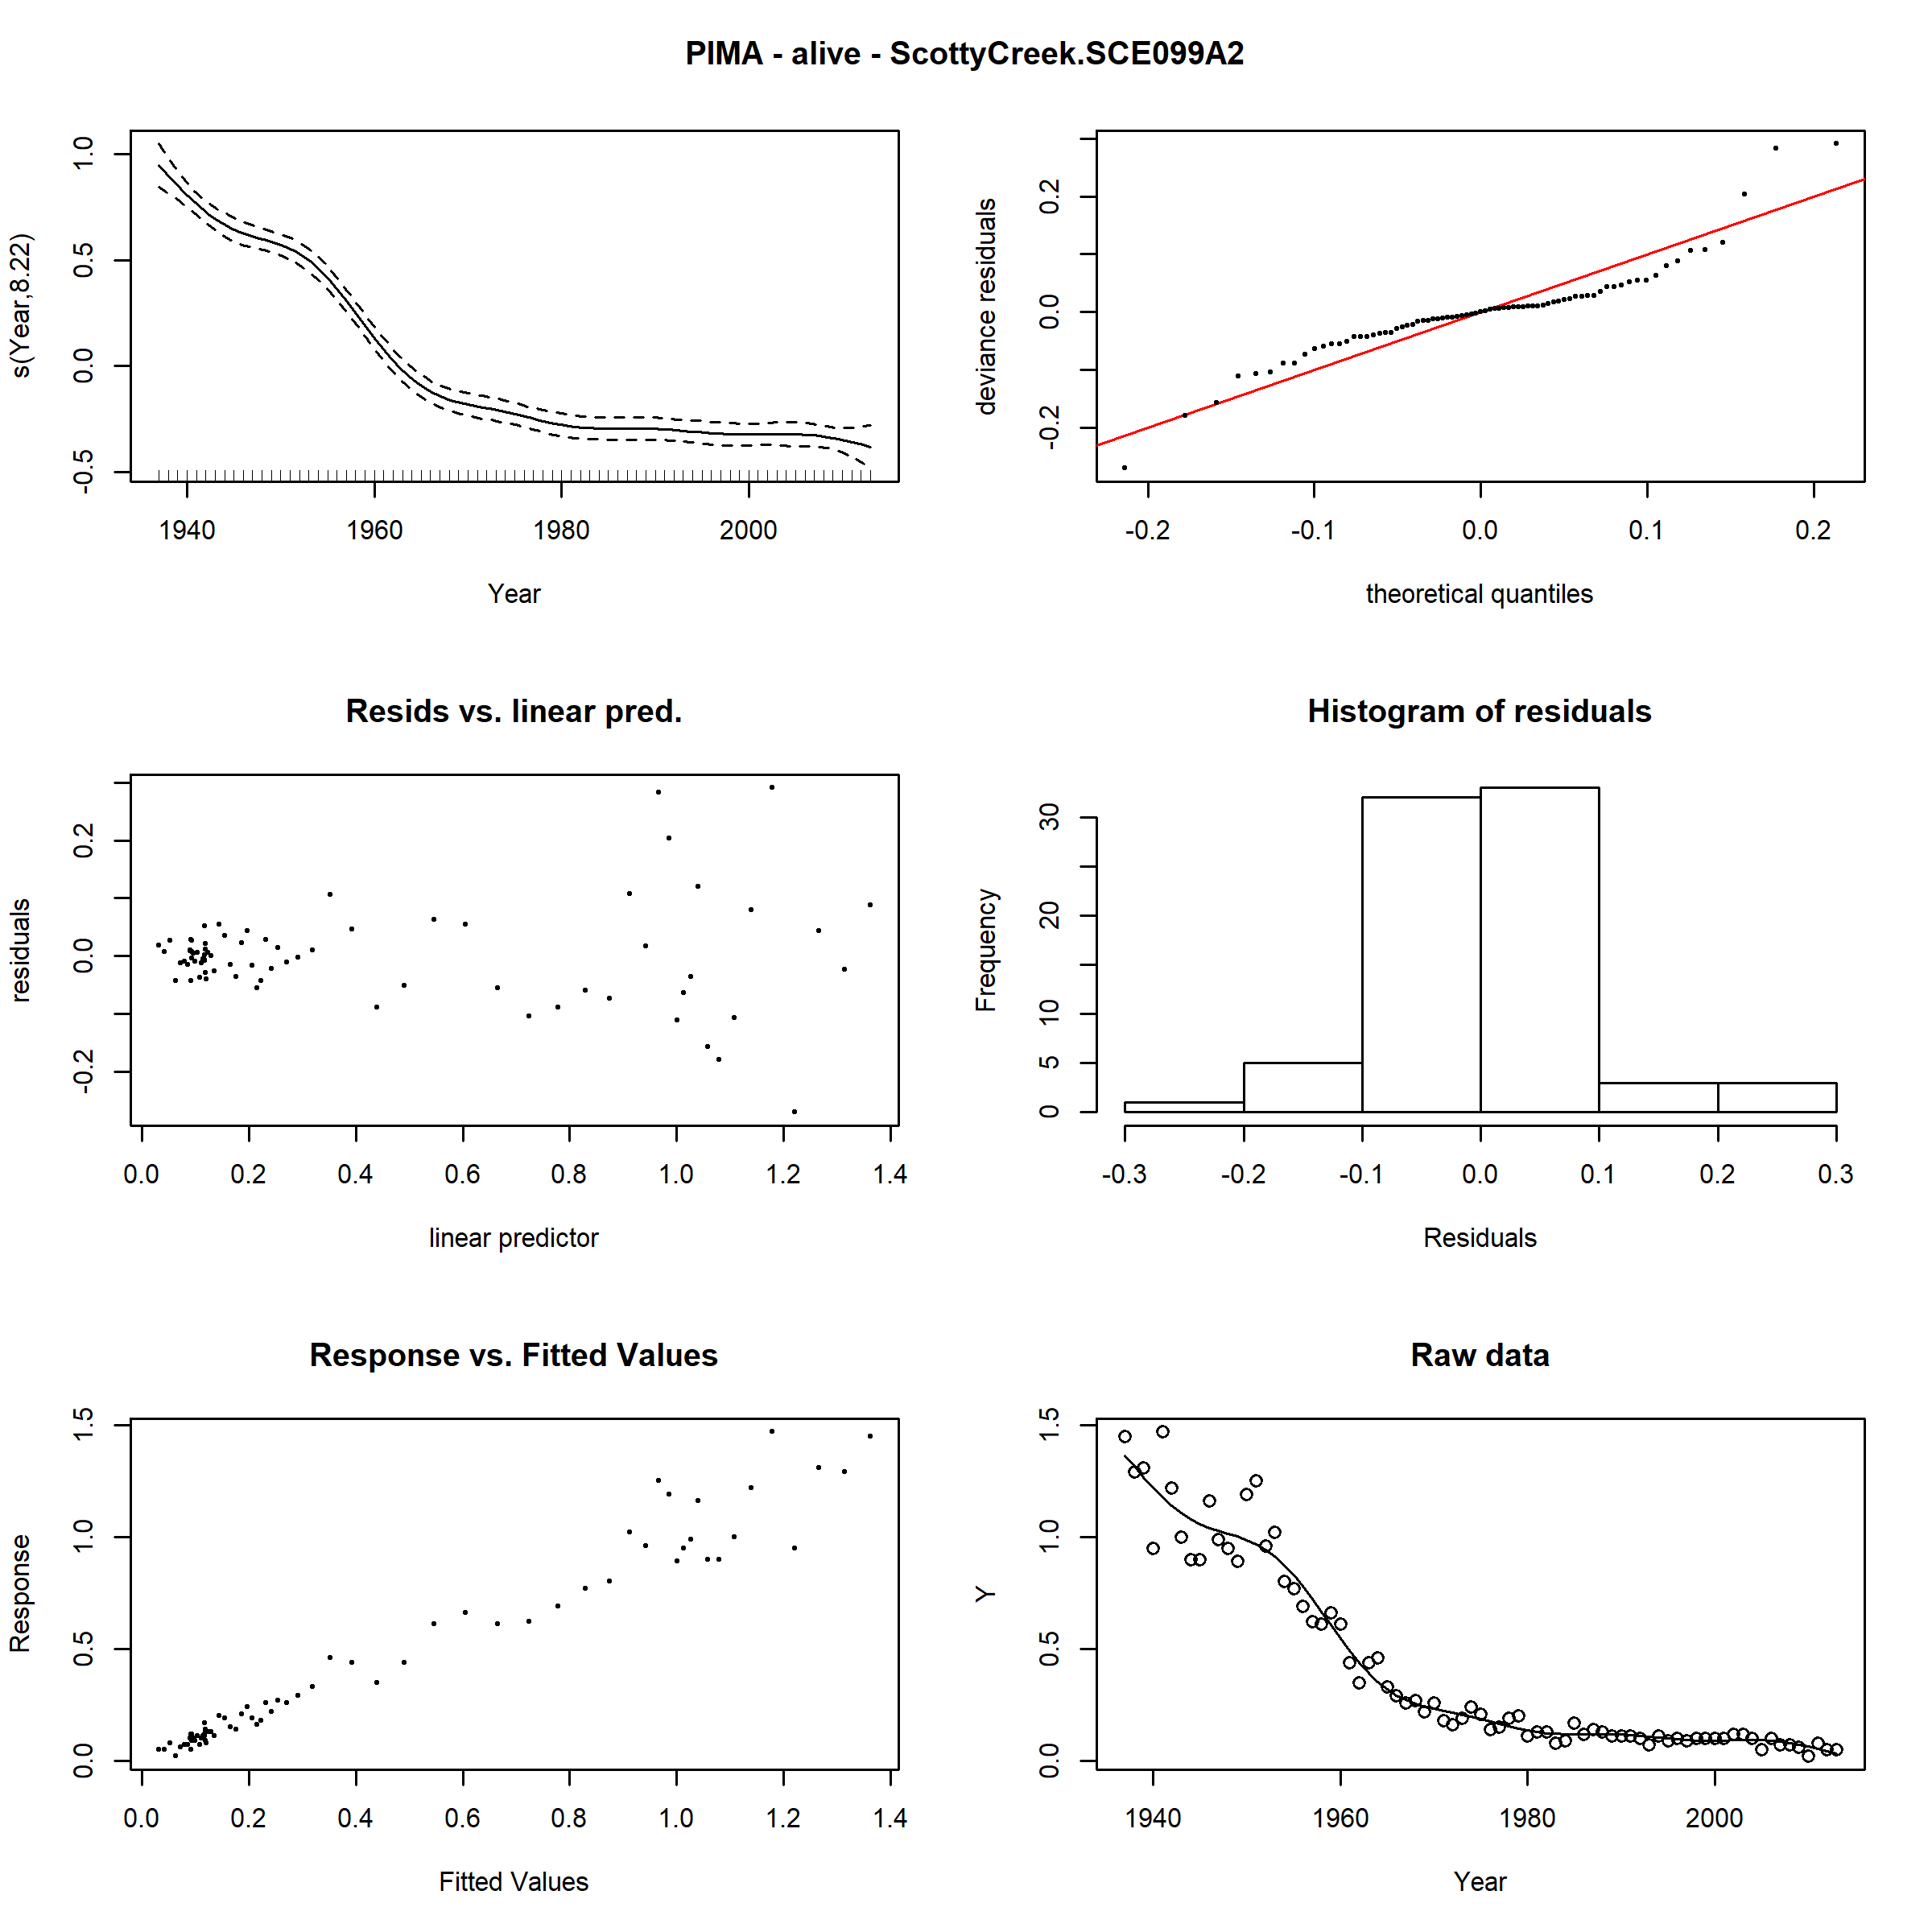 PIMA - alive - ScottyCreek.SCE099A2
s(Year,8.22)
1.0
0.5
0.0
-0.5
1940 1960 1980 2000
Year
deviance residuals
0.2
0.0
-0.2
-0.2 -0.1 0.0 0.1 0.2
theoretical quantiles
Resids vs. linear pred.
residuals
0.2
0.0
-0.2
0.0 0.2 0.4 0.6 0.8 1.0 1.2 1.4
linear predictor
Histogram of residuals
Frequency
30
20
10
5
0
-0.3 -0.2 -0.1 0.0 0.1 0.2 0.3
Residuals
Response vs. Fitted Values
Response
1.5
1.0
0.5
0.0
0.0 0.2 0.4 0.6 0.8 1.0 1.2 1.4
Fitted Values
Raw data
Y
1.5
1.0
0.5
0.0
1940 1960 1980 2000
Year